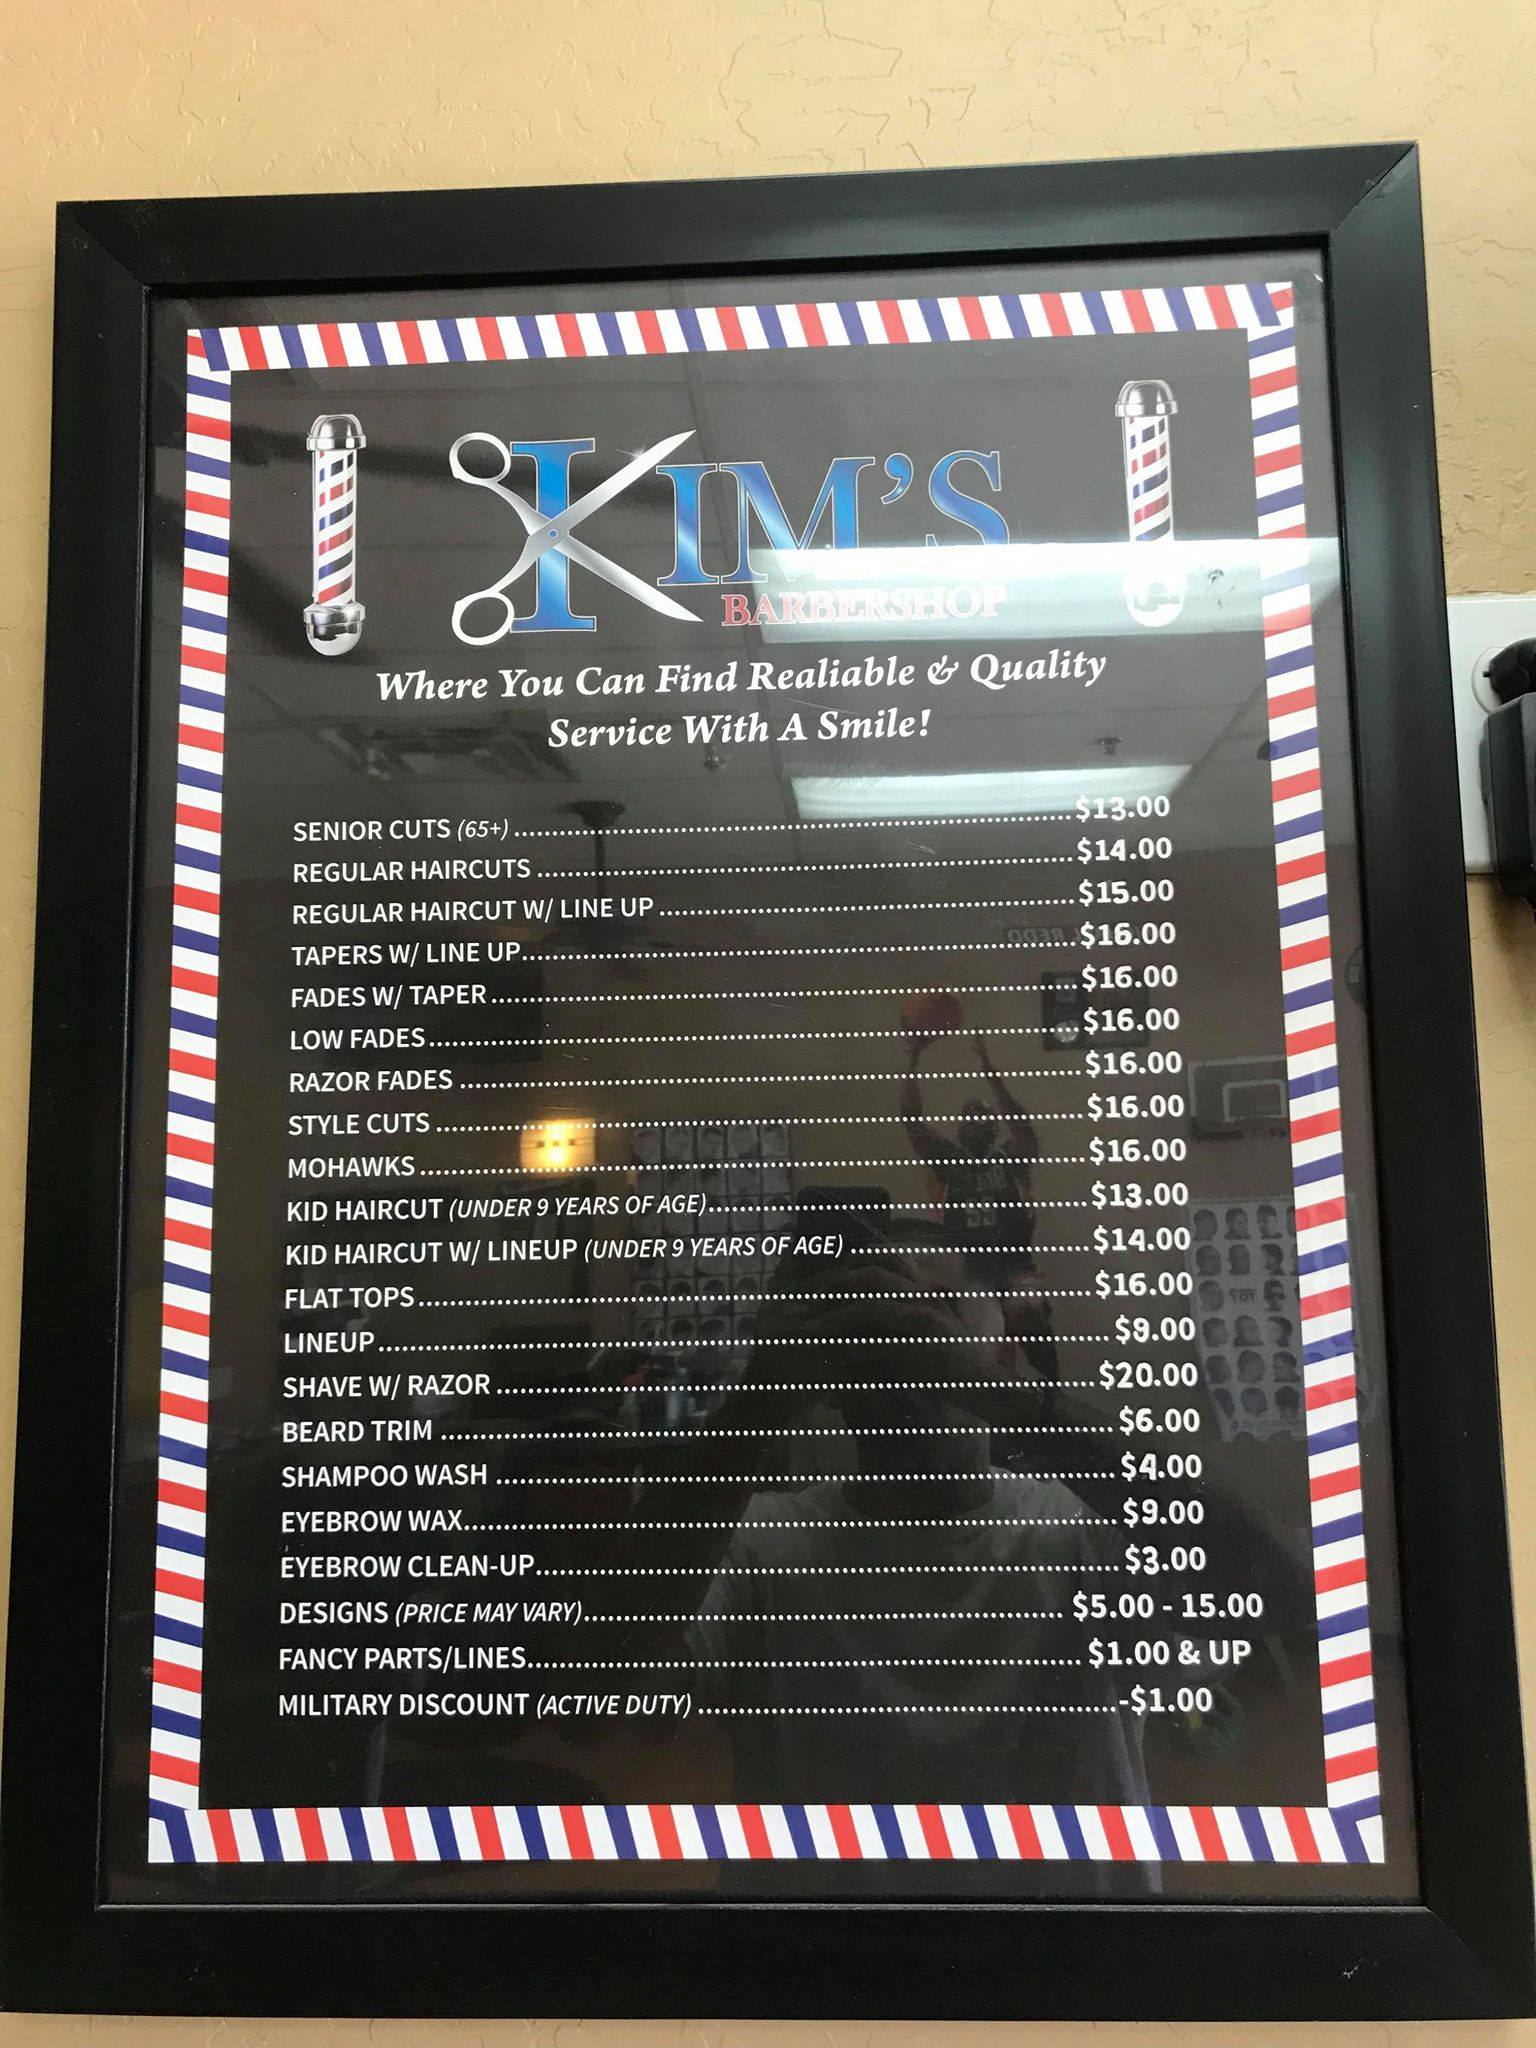 KIM'S
BARBERSHOP
Where You Can Find Realiable & Quality
Service With A Smile!
SENIOR CUTS (65+) $13.00
REGULAR HAIRCUTS $14.00
REGULAR HAIRCUT W/ LINE UP $15.00
TAPERS W/ LINE UP $16.00
FADES W/ TAPER $16.00
LOW FADES $16.00
RAZOR FADES $16.00
STYLE CUTS $16.00
MOHAWKS $16.00
KID HAIRCUT (UNDER 9 YEARS OF AGE) $13.00
KID HAIRCUT W/ LINEUP (UNDER 9 YEARS OF AGE) $14.00
FLAT TOPS $16.00
LINEUP $9.00
SHAVE W/ RAZOR $20.00
BEARD TRIM $6.00
SHAMPOO WASH $4.00
EYEBROW WAX $9.00
EYEBROW CLEAN-UP $3.00
DESIGNS (PRICE MAY VARY) $5.00 - 15.00
FANCY PARTS/LINES $1.00 & UP
MILITARY DISCOUNT (ACTIVE DUTY) -$1.00